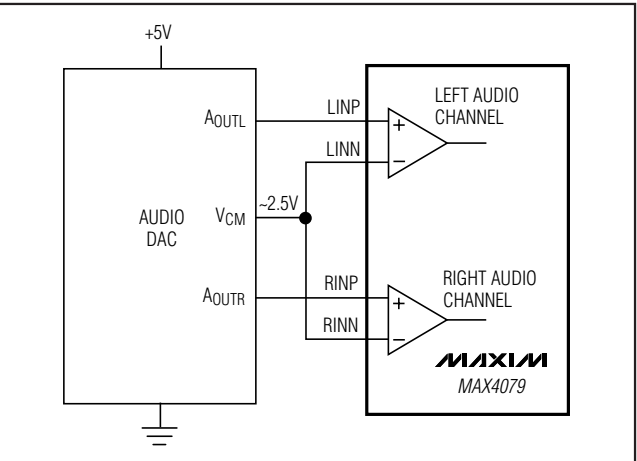 +5V
AUDIO
DAC
AOUTL
VCM
AOUTR
~2.5V
LINP
LINN
RINP
RINN
LEFT AUDIO
CHANNEL
+
−
RIGHT AUDIO
CHANNEL
+
−
MAXIM
MAX4079